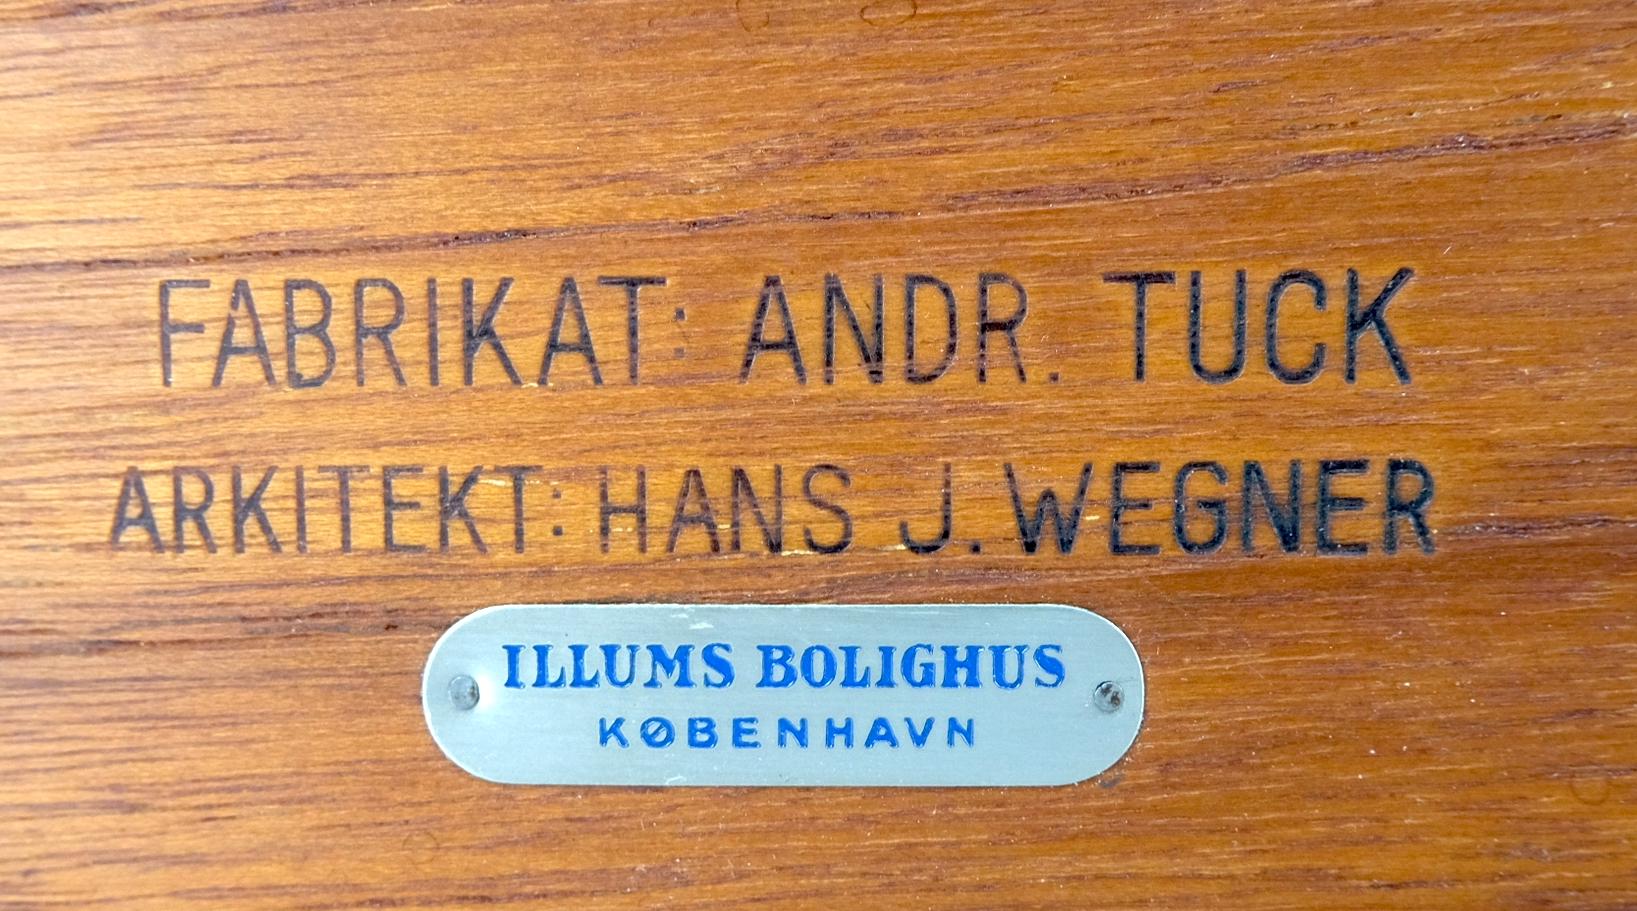 FABRIKAT: ANDR. TUCK
ARKITEKT: HANS J. WEGNER
ILLUMS BOLIGHUS
KØBENHAVN